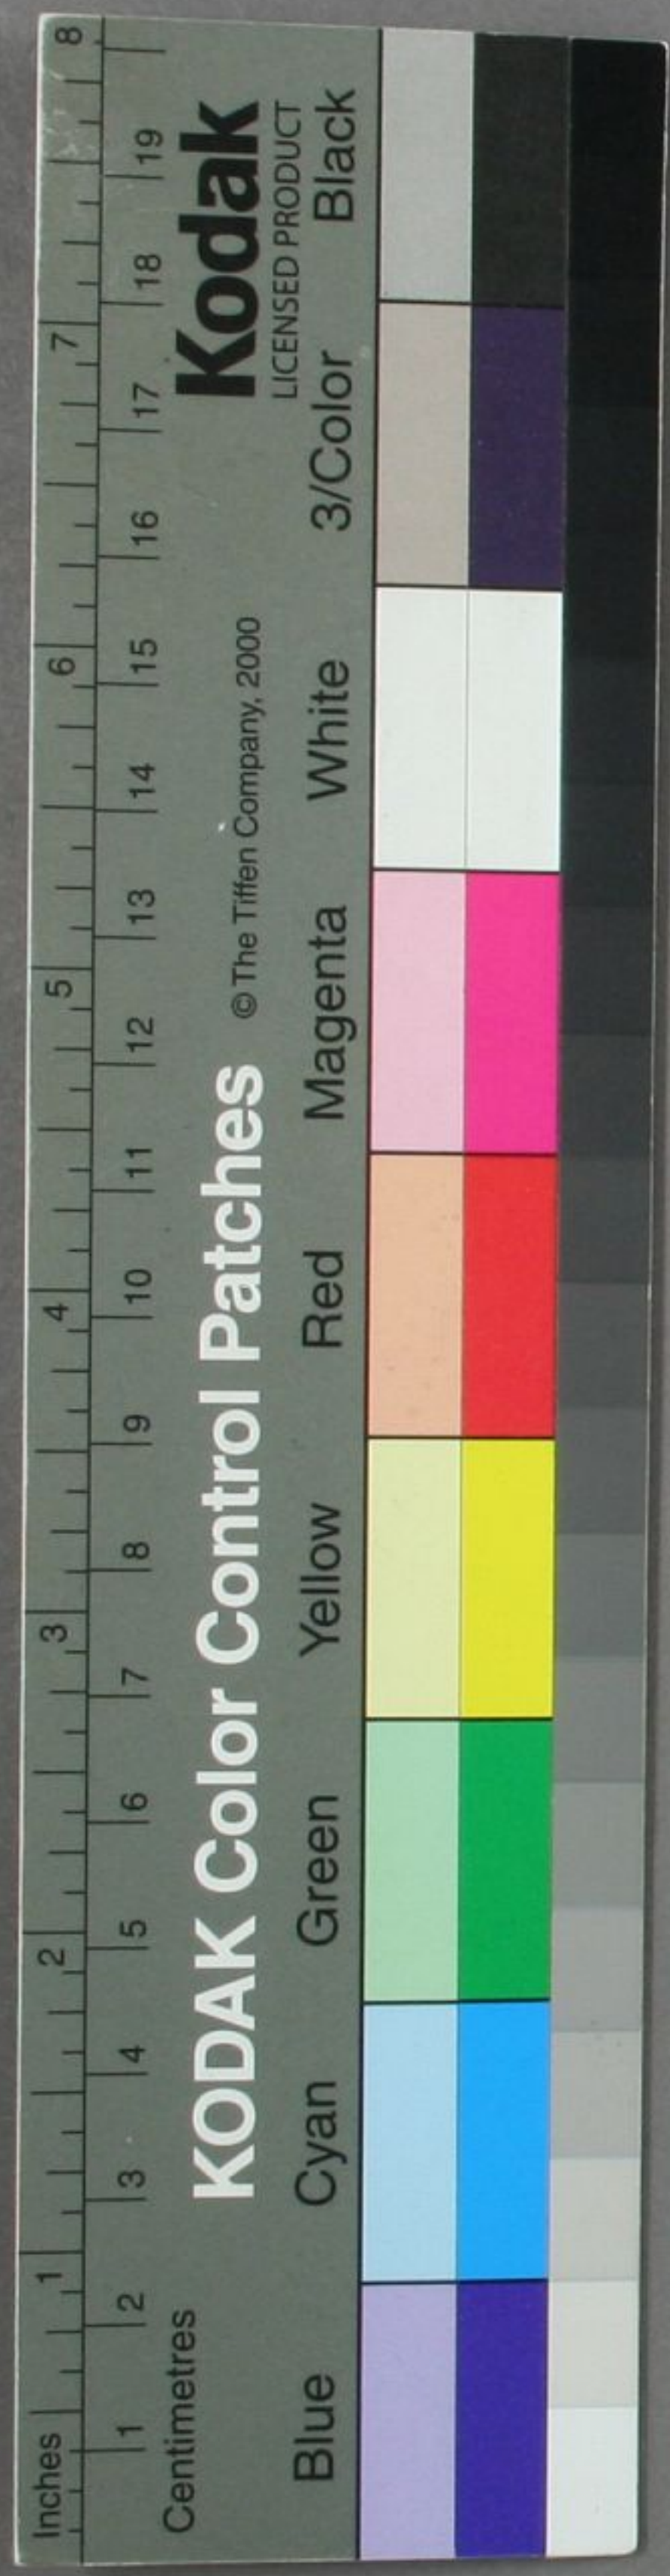 Inches 1 2 3 4 5 6 7 8
1 2 3 4 5 6 7 8 9 10 11 12 13 14 15 16 17 18 19
Centimetres
KODAK Color Control Patches © The Tiffen Company, 2000 Kodak
LICENSED PRODUCT
Blue Cyan Green Yellow Red Magenta White 3/Color Black